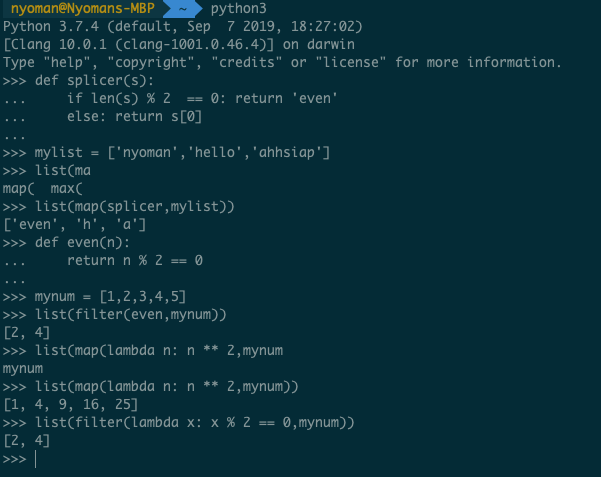 nyoman@Nyomans-MBP ~ python3
Python 3.7.4 (default, Sep  7 2019, 18:27:02)
[Clang 10.0.1 (clang-1001.0.46.4)] on darwin
Type "help", "copyright", "credits" or "license" for more information.
>>> def splicer(s):
...     if len(s) % 2  == 0: return 'even'
...     else: return s[0]
...
>>> mylist = ['nyoman','hello','ahhsiap']
>>> list(ma
map(  max(
>>> list(map(splicer,mylist))
['even', 'h', 'a']
>>> def even(n):
...     return n % 2 == 0
...
>>> mynum = [1,2,3,4,5]
>>> list(filter(even,mynum))
[2, 4]
>>> list(map(lambda n: n ** 2,mynum
mynum
>>> list(map(lambda n: n ** 2,mynum))
[1, 4, 9, 16, 25]
>>> list(filter(lambda x: x % 2 == 0,mynum))
[2, 4]
>>>